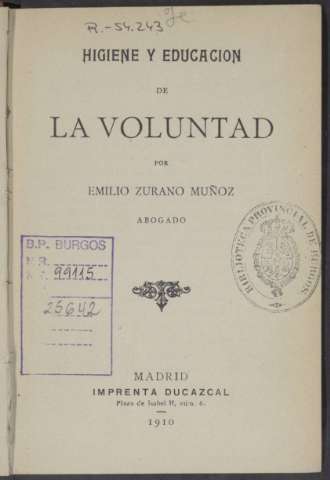 R.-54.243
HIGIENE Y EDUCACION
DE
LA VOLUNTAD
POR
EMILIO ZURANO MUÑOZ
ABOGADO
B.P. BURGOS
N.R.
99115
25642
BIBLIOTECA PROVINCIAL DE BURGOS
MADRID
IMPRENTA DUCAZCAL
Plaza de Isabel II, núm. 6.
1910